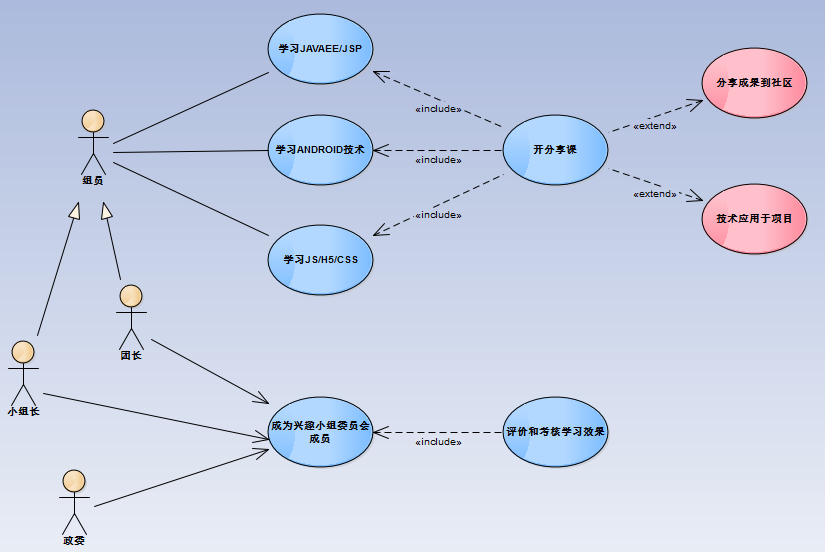 学习JAVAEE/JSP
分享成果到社区
«include»
«extend»
组员
学习ANDROID技术
«include»
开分享课
«include»
«extend»
技术应用于项目
学习JS/H5/CSS
团长
小组长
成为兴趣小组委员会
成员
«include»
评价和考核学习效果
政委